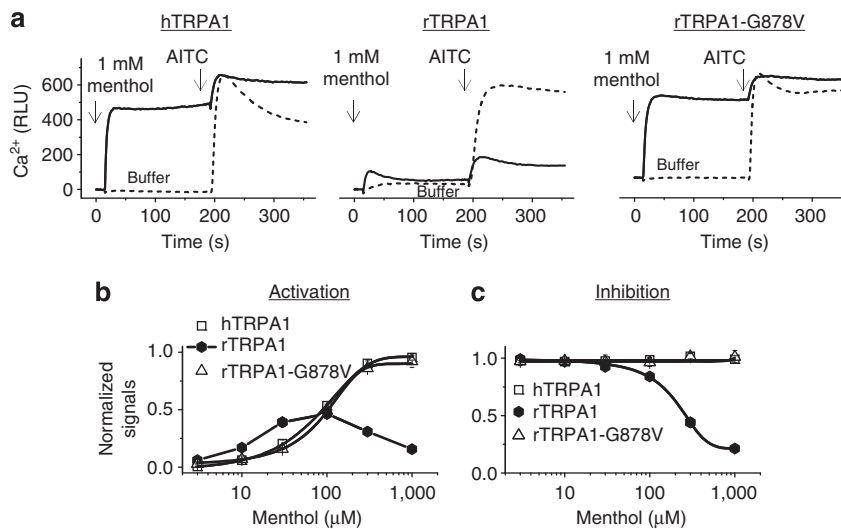 a
hTRPA1
rTRPA1
rTRPA1-G878V
1 mM
menthol
AITC
Buffer
1 mM
menthol
AITC
Buffer
1 mM
menthol
AITC
Buffer
Ca2+ (RLU)
600
400
200
0
0 100 200 300
0 100 200 300
0 100 200 300
Time (s)
Time (s)
Time (s)
b
Activation
hTRPA1
rTRPA1
rTRPA1-G878V
Normalized
signals
1.0
0.5
0.0
10 100 1,000
Menthol (μM)
c
Inhibition
1.0
0.5
1.0
hTRPA1
rTRPA1
rTRPA1-G878V
10 100 1,000
Menthol (μM)